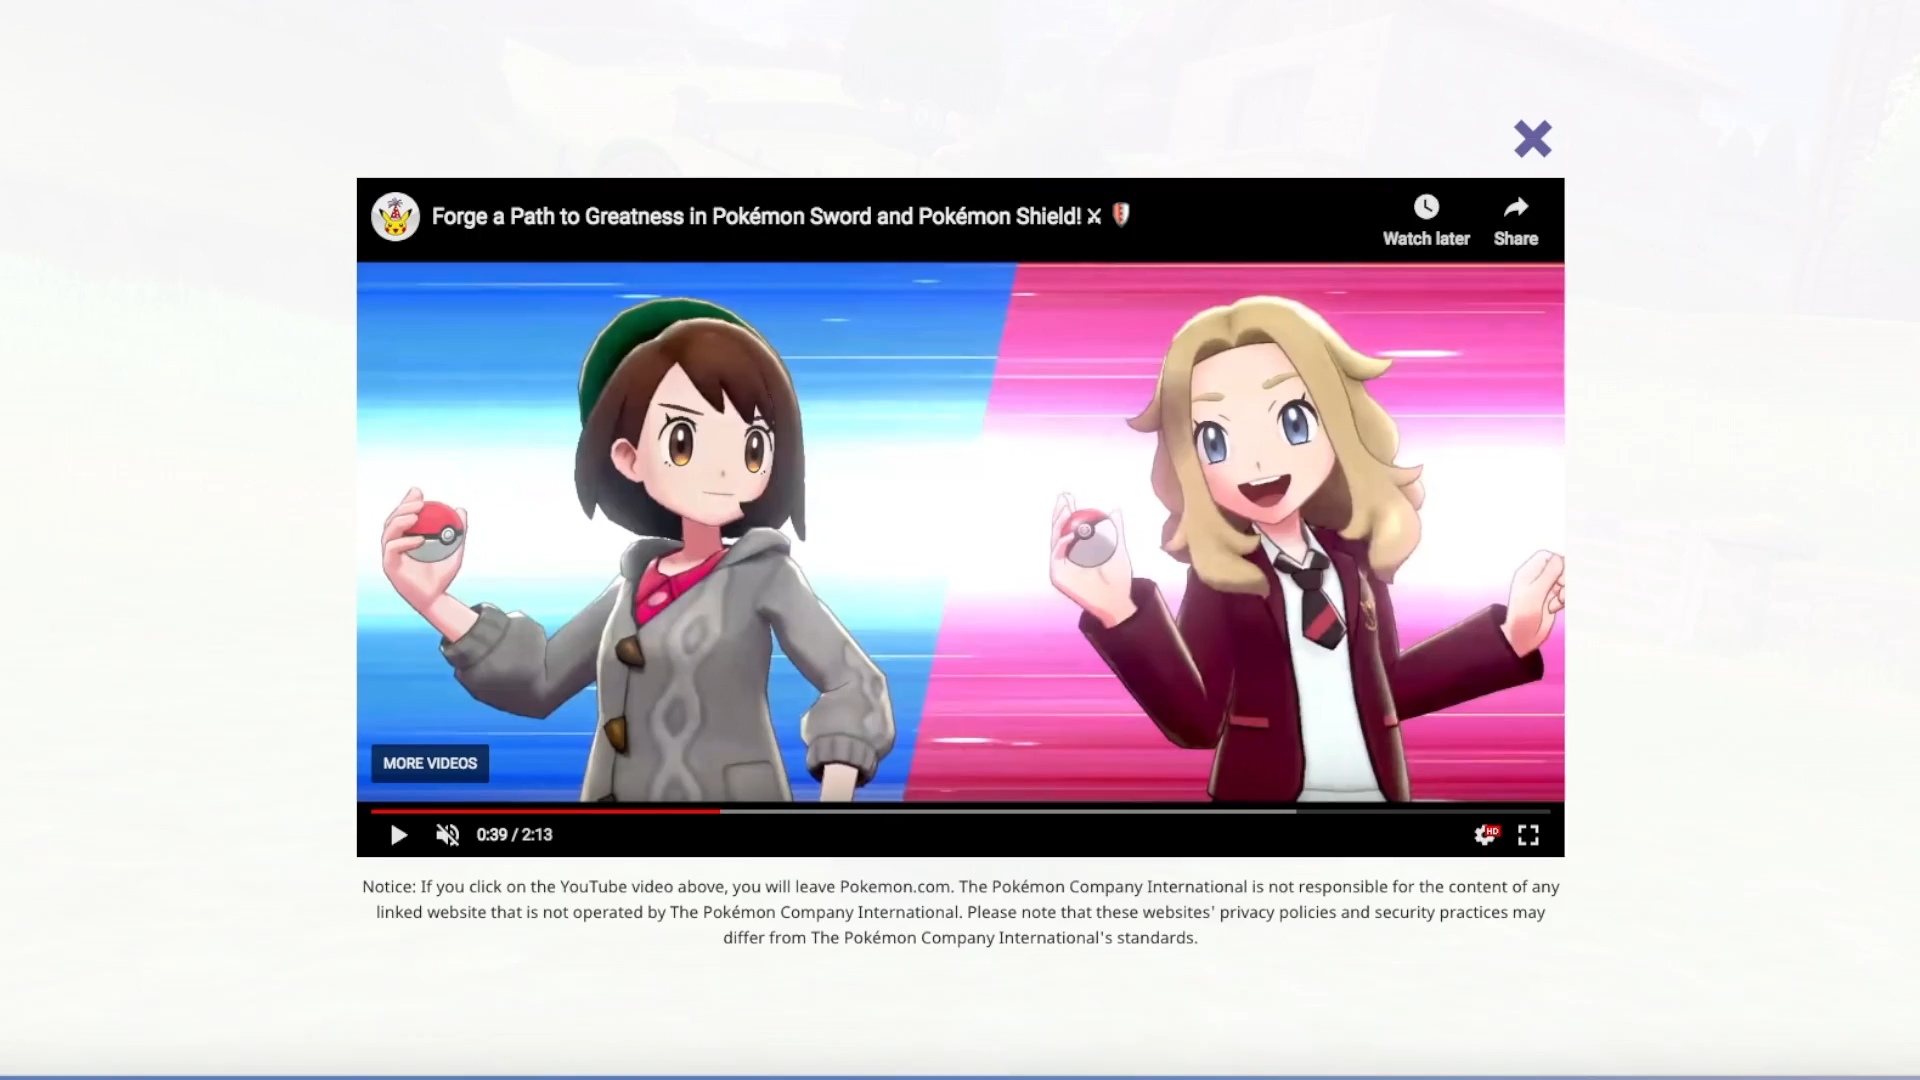 Forge a Path to Greatness in Pokémon Sword and Pokémon Shield! ⚔ 🛡
Watch later
Share
MORE VIDEOS
0:39 / 2:13
HD
Notice: If you click on the YouTube video above, you will leave Pokemon.com. The Pokémon Company International is not responsible for the content of any
linked website that is not operated by The Pokémon Company International. Please note that these websites' privacy policies and security practices may
differ from The Pokémon Company International's standards.